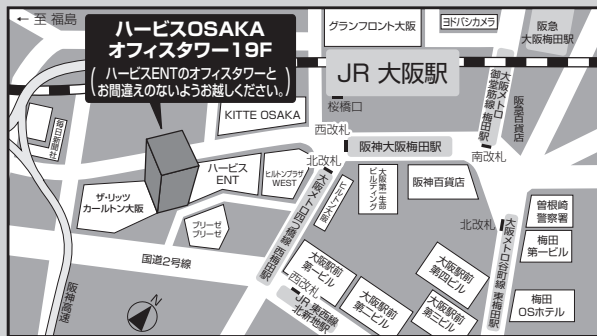 ← 至 福島
ハービスOSAKA
オフィスタワー19F
(ハービスENTのオフィスタワーと
お間違えのないようお越しください。)
グランフロント大阪
ヨドバシカメラ
阪急
大阪梅田駅
JR 大阪駅
桜橋口
大阪メトロ
御堂筋線 梅田駅
阪急百貨店
毎日新聞社
KITTE OSAKA
西改札
阪神大阪梅田駅
南改札
北改札
ハービス
ENT
ヒルトンプラザ
WEST
ザ・リッツ
カールトン大阪
ブリーゼ
ブリーゼ
大阪メトロ四つ橋線 西梅田駅
ヒルトン大阪
大阪第一生命
ビルディング
阪神百貨店
北改札
曽根崎
警察署
梅田
第一ビル
大阪メトロ谷町線 東梅田駅
国道2号線
大阪駅前
第一ビル
大阪駅前
第二ビル
大阪駅前
第四ビル
大阪駅前
第三ビル
梅田
OSホテル
西改札
JR 東西線
北新地駅
阪神高速
N